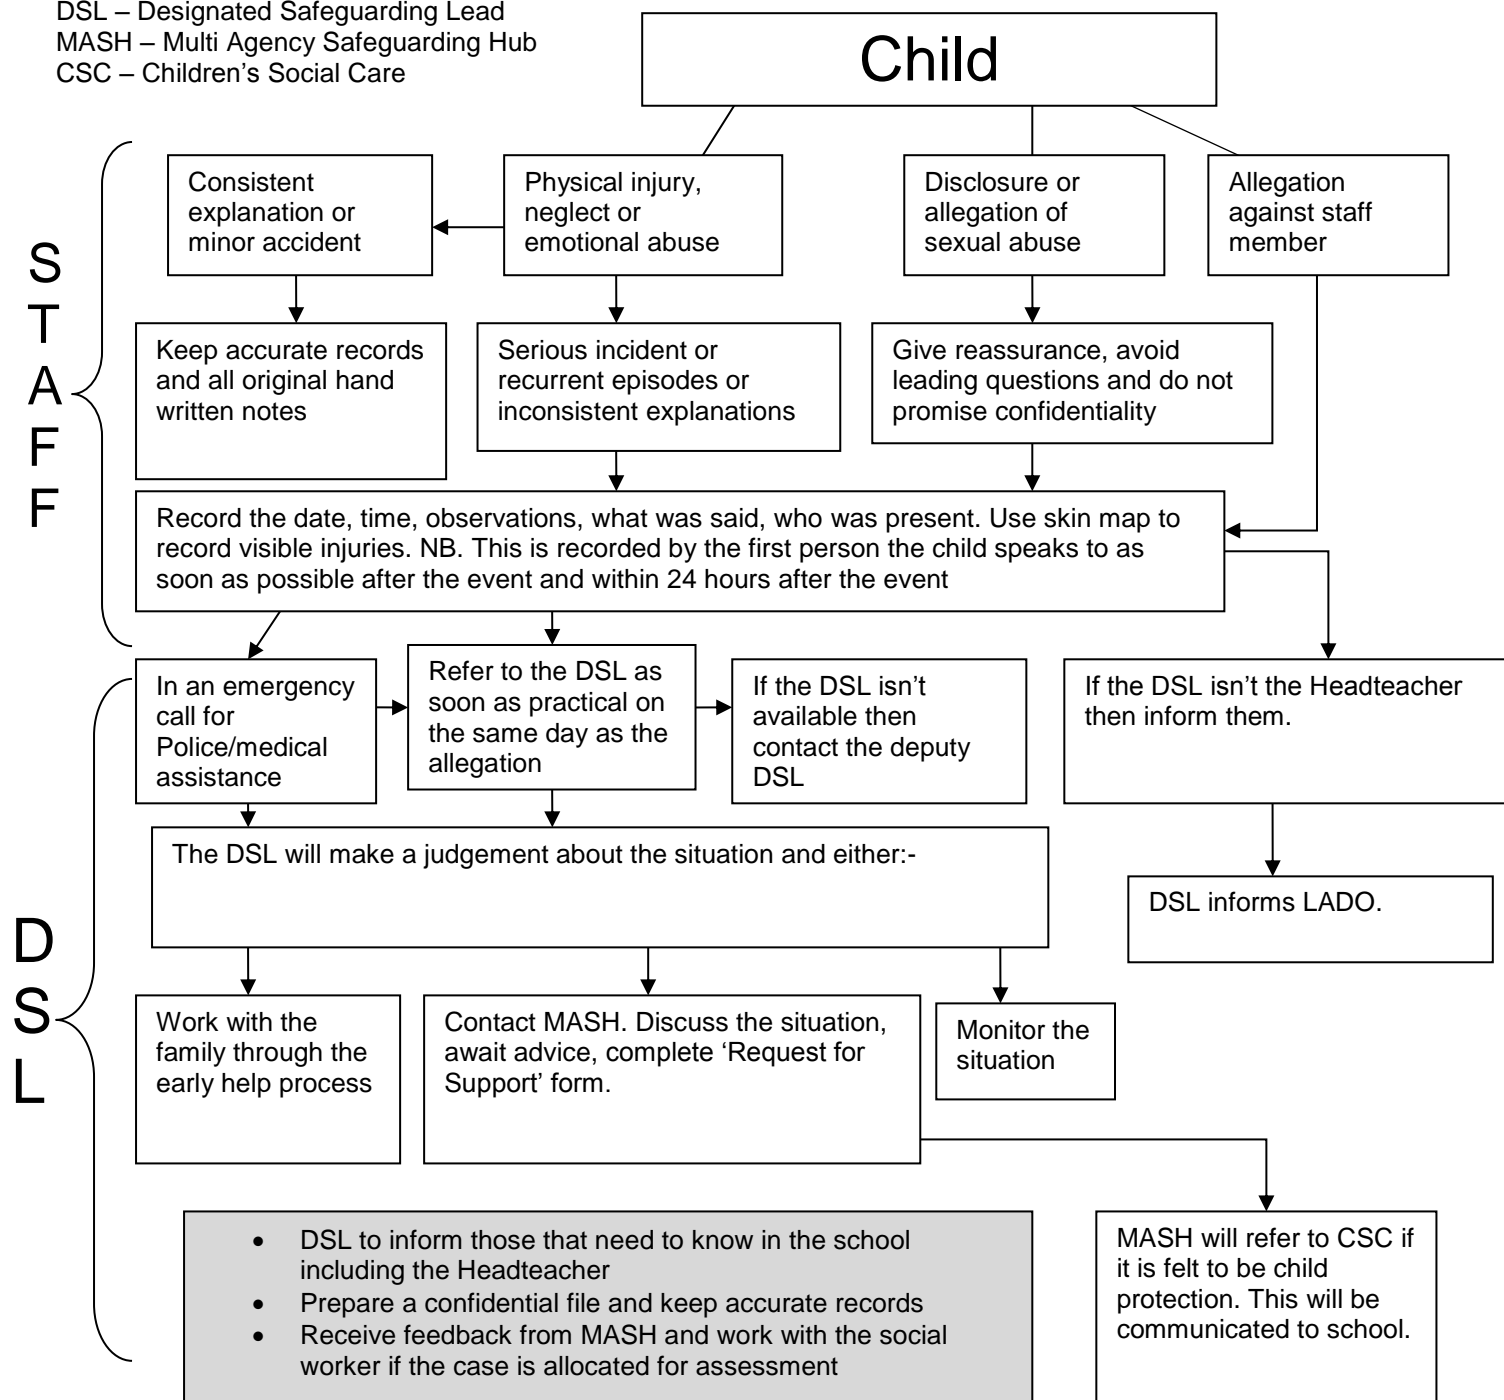 DSL – Designated Safeguarding Lead
MASH – Multi Agency Safeguarding Hub
CSC – Children's Social Care
Child
S
T
A
F
F
Consistent
explanation or
minor accident
Physical injury,
neglect or
emotional abuse
Disclosure or
allegation of
sexual abuse
Allegation
against staff
member
Keep accurate records
and all original hand
written notes
Serious incident or
recurrent episodes or
inconsistent explanations
Give reassurance, avoid
leading questions and do not
promise confidentiality
Record the date, time, observations, what was said, who was present. Use skin map to
record visible injuries. NB. This is recorded by the first person the child speaks to as
soon as possible after the event and within 24 hours after the event
D
S
L
In an emergency
call for
Police/medical
assistance
Refer to the DSL as
soon as practical on
the same day as the
allegation
If the DSL isn't
available then
contact the deputy
DSL
If the DSL isn't the Headteacher
then inform them.
The DSL will make a judgement about the situation and either:-
DSL informs LADO.
Work with the
family through the
early help process
Contact MASH. Discuss the situation,
await advice, complete ‘Request for
Support’ form.
Monitor the
situation
• DSL to inform those that need to know in the school
including the Headteacher
• Prepare a confidential file and keep accurate records
• Receive feedback from MASH and work with the social
worker if the case is allocated for assessment
MASH will refer to CSC if
it is felt to be child
protection. This will be
communicated to school.